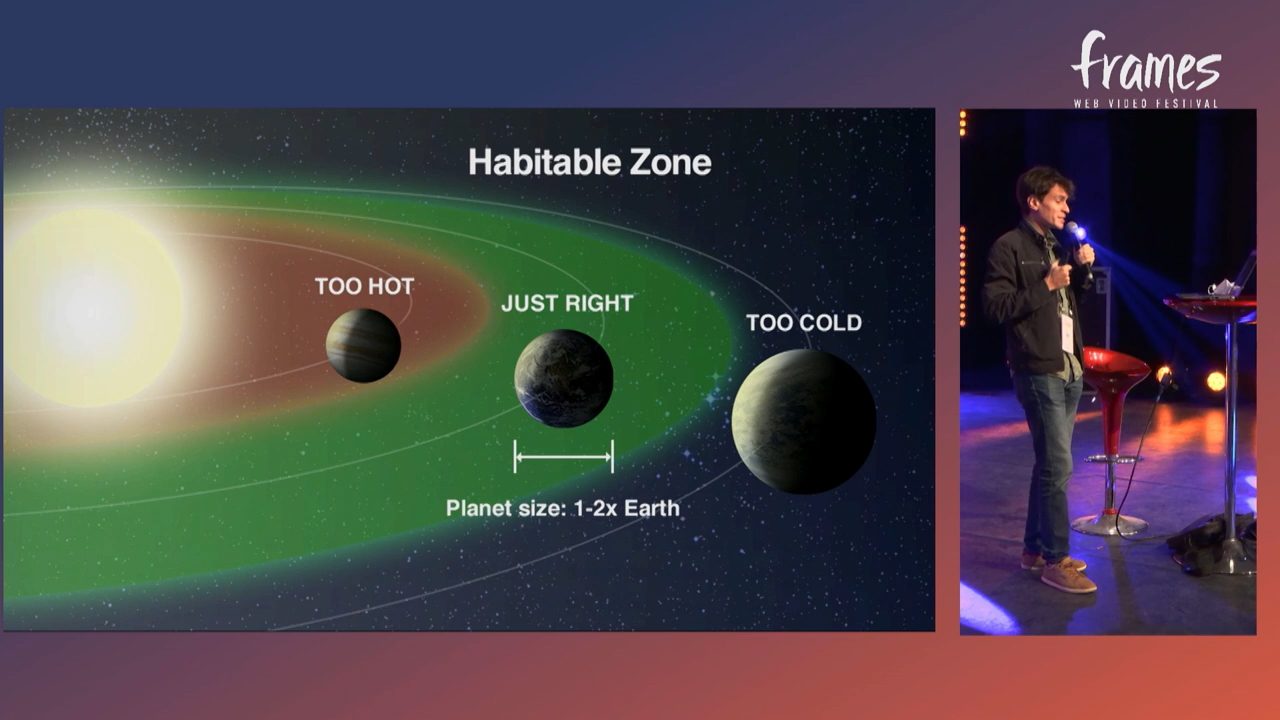 frames
WEB VIDEO FESTIVAL
Habitable Zone
TOO HOT
JUST RIGHT
TOO COLD
Planet size: 1-2x Earth